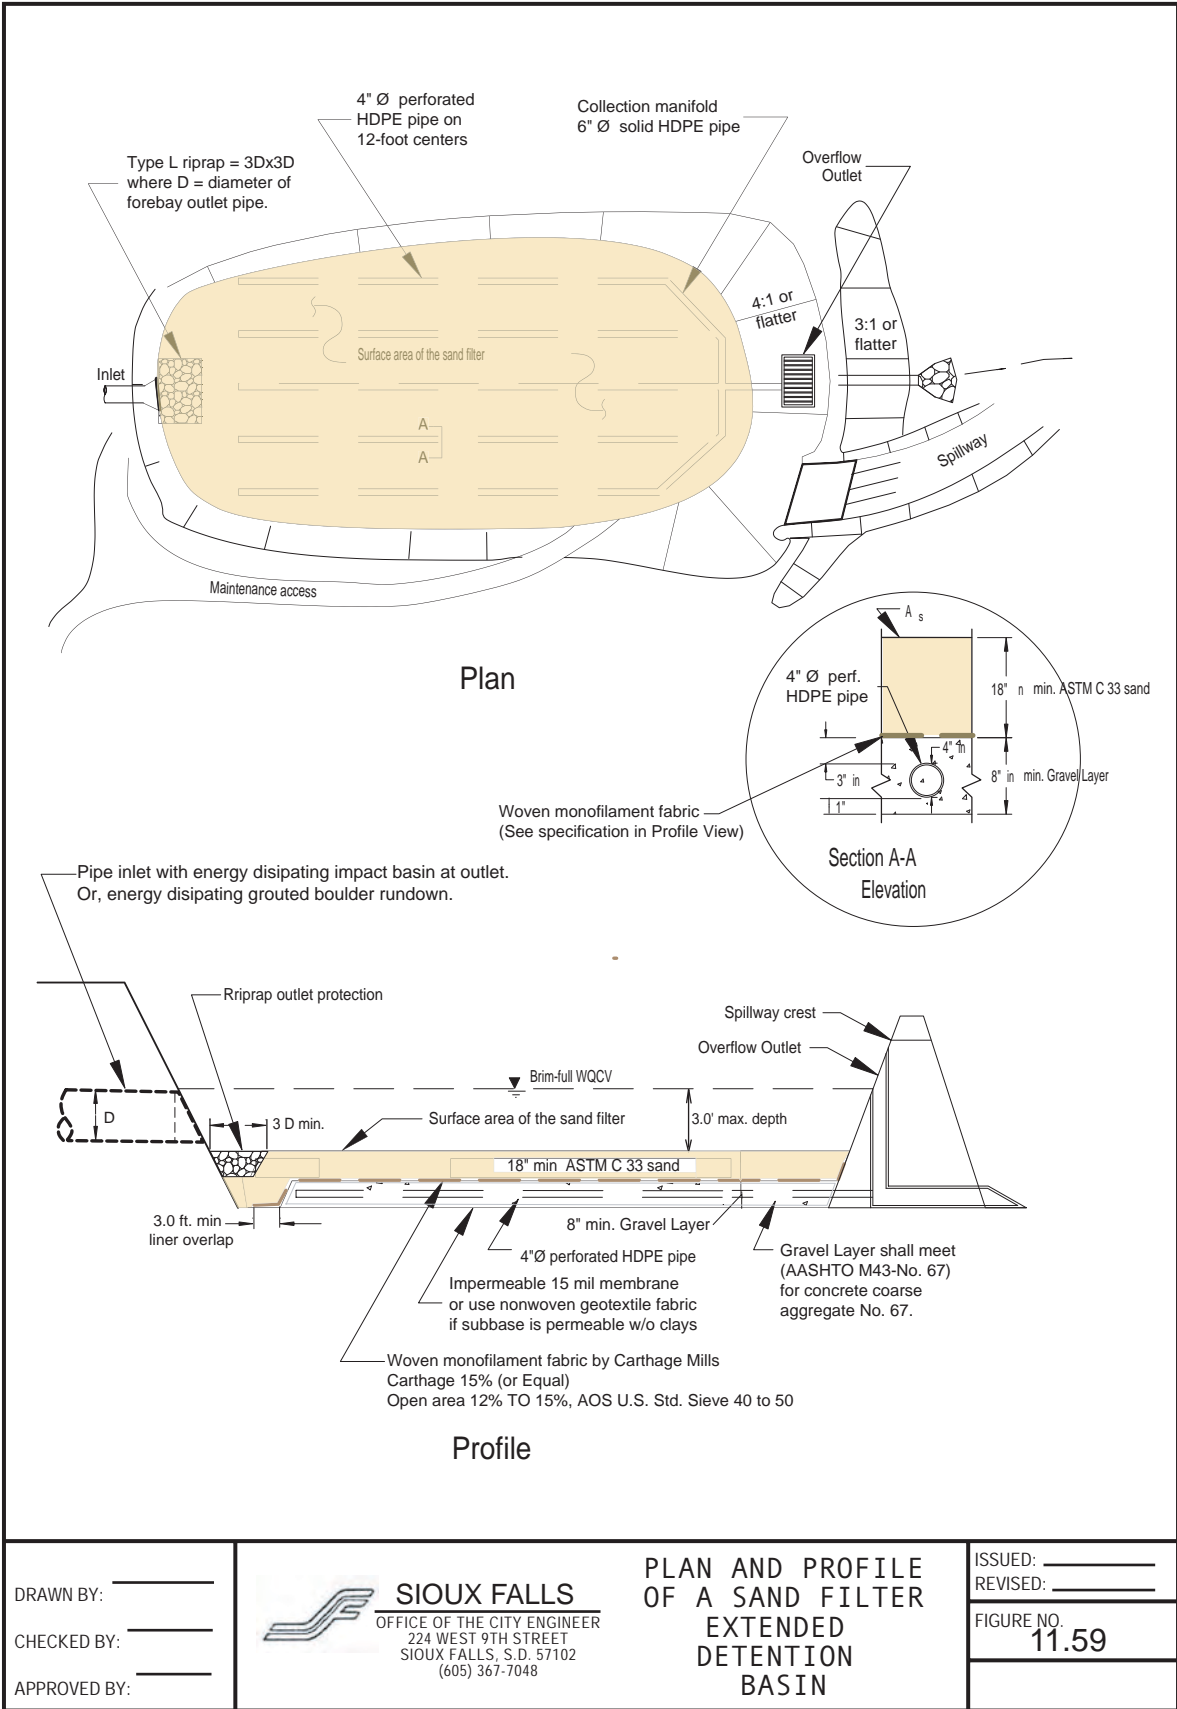 4" Ø perforated
HDPE pipe on
12-foot centers
Collection manifold
6" Ø solid HDPE pipe
Type L riprap = 3Dx3D
where D = diameter of
forebay outlet pipe.
Overflow
Outlet
4:1 or
flatter
3:1 or
flatter
Surface area of the sand filter
Inlet
A
A
Spillway
Maintenance access
Plan
A s
4" Ø perf.
HDPE pipe
18" n min. ASTM C 33 sand
4" in
3" in
8" in min. Gravel Layer
1"
Woven monofilament fabric
(See specification in Profile View)
Section A-A
Elevation
Pipe inlet with energy disipating impact basin at outlet.
Or, energy disipating grouted boulder rundown.
Rriprap outlet protection
Spillway crest
Overflow Outlet
Brim-full WQCV
D
3 D min.
Surface area of the sand filter
3.0' max. depth
18" min ASTM C 33 sand
3.0 ft. min
liner overlap
8" min. Gravel Layer
4"Ø perforated HDPE pipe
Gravel Layer shall meet
(AASHTO M43-No. 67)
for concrete coarse
aggregate No. 67.
Impermeable 15 mil membrane
or use nonwoven geotextile fabric
if subbase is permeable w/o clays
Woven monofilament fabric by Carthage Mills
Carthage 15% (or Equal)
Open area 12% TO 15%, AOS U.S. Std. Sieve 40 to 50
Profile
DRAWN BY:
CHECKED BY:
APPROVED BY:
SIOUX FALLS
OFFICE OF THE CITY ENGINEER
224 WEST 9TH STREET
SIOUX FALLS, S.D. 57102
(605) 367-7048
PLAN AND PROFILE
OF A SAND FILTER
EXTENDED
DETENTION
BASIN
ISSUED:
REVISED:
FIGURE NO.
11.59